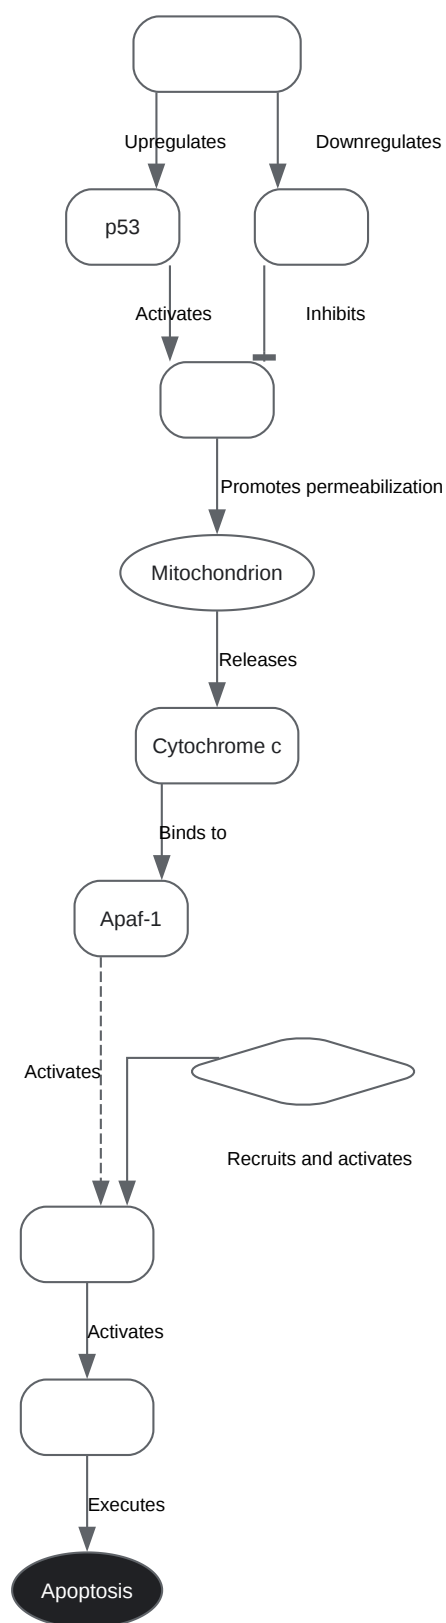 Upregulates
Downregulates
p53
Activates
Inhibits
Promotes permeabilization
Mitochondrion
Releases
Cytochrome c
Binds to
Apaf-1
Activates
Recruits and activates
Activates
Executes
Apoptosis